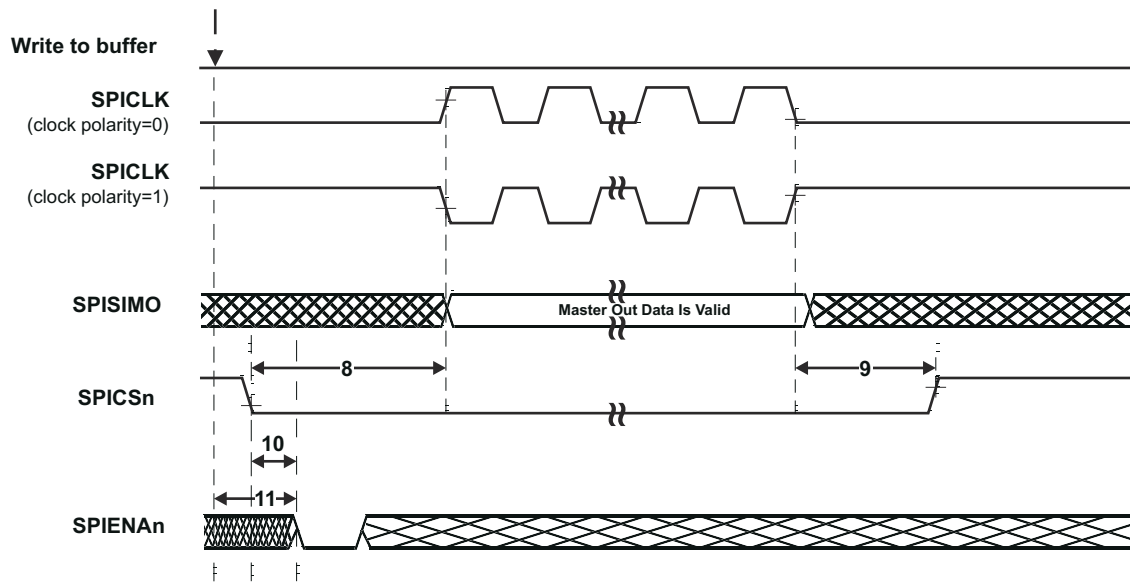 Write to buffer
SPICLK
(clock polarity=0)
SPICLK
(clock polarity=1)
SPISIMO
Master Out Data Is Valid
8
9
SPICSn
10
11
SPIENAn